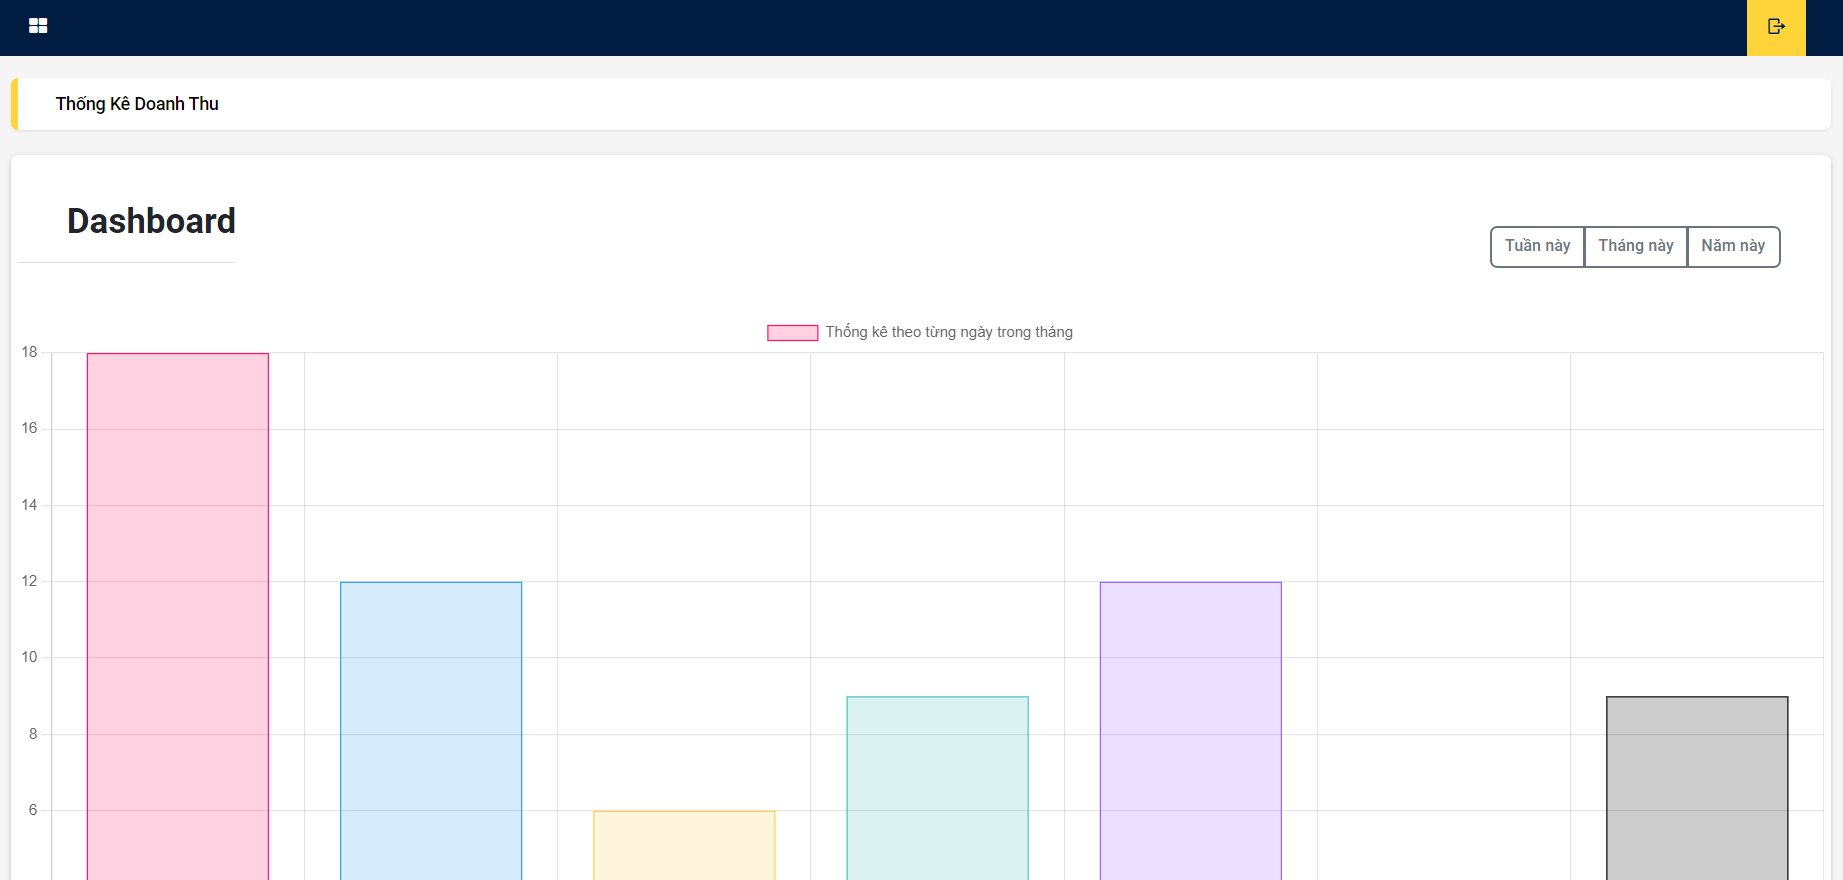 Thống Kê Doanh Thu
Dashboard
Tuần này Tháng này Năm này
Thống kê theo từng ngày trong tháng
18
16
14
12
10
8
6